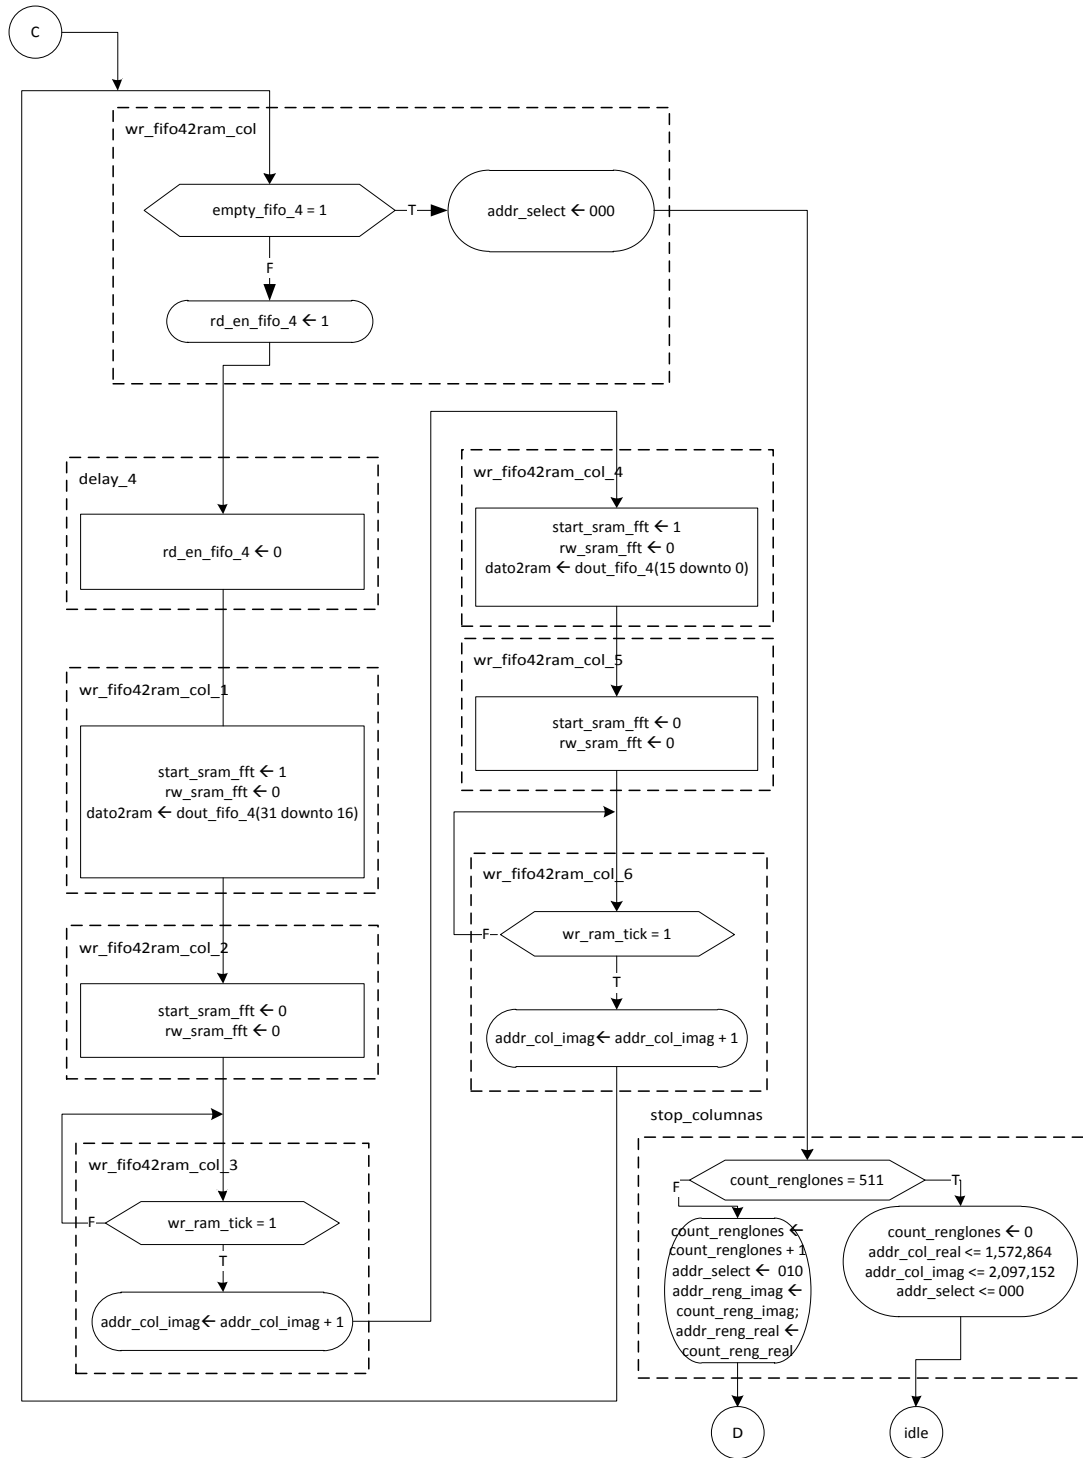 C
wr_fifo42ram_col
empty_fifo_4 = 1
T
addr_select ← 000
F
rd_en_fifo_4 ← 1
delay_4
rd_en_fifo_4 ← 0
wr_fifo42ram_col_1
start_sram_fft ← 1
rw_sram_fft ← 0
dato2ram ← dout_fifo_4(31 downto 16)
wr_fifo42ram_col_2
start_sram_fft ← 0
rw_sram_fft ← 0
wr_fifo42ram_col_3
wr_ram_tick = 1
F
T
addr_col_imag ← addr_col_imag + 1
wr_fifo42ram_col_4
start_sram_fft ← 1
rw_sram_fft ← 0
dato2ram ← dout_fifo_4(15 downto 0)
wr_fifo42ram_col_5
start_sram_fft ← 0
rw_sram_fft ← 0
wr_fifo42ram_col_6
wr_ram_tick = 1
F
T
addr_col_imag ← addr_col_imag + 1
stop_columnas
count_renglones = 511
F
T
count_renglones ←
count_renglones + 1
addr_select ← 010
addr_reng_imag ←
count_reng_imag;
addr_reng_real ←
count_reng_real
count_renglones ← 0
addr_col_real <= 1,572,864
addr_col_imag <= 2,097,152
addr_select <= 000
D
idle